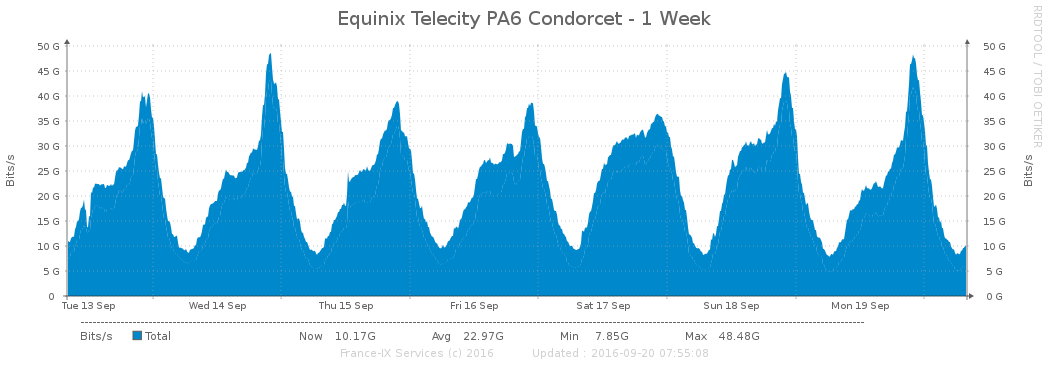 Equinix Telecity PA6 Condorcet - 1 Week
RRDTOOL / TOBI OETIKER
Bits/s
50 G
45 G
40 G
35 G
30 G
25 G
20 G
15 G
10 G
5 G
0
50 G
45 G
40 G
35 G
30 G
25 G
20 G
15 G
10 G
5 G
0 G
Bits/s
Tue 13 Sep Wed 14 Sep Thu 15 Sep Fri 16 Sep Sat 17 Sep Sun 18 Sep Mon 19 Sep
Bits/s Total Now 10.17G Avg 22.97G Min 7.85G Max 48.48G
France-IX Services (c) 2016 Updated : 2016-09-20 07:55:08